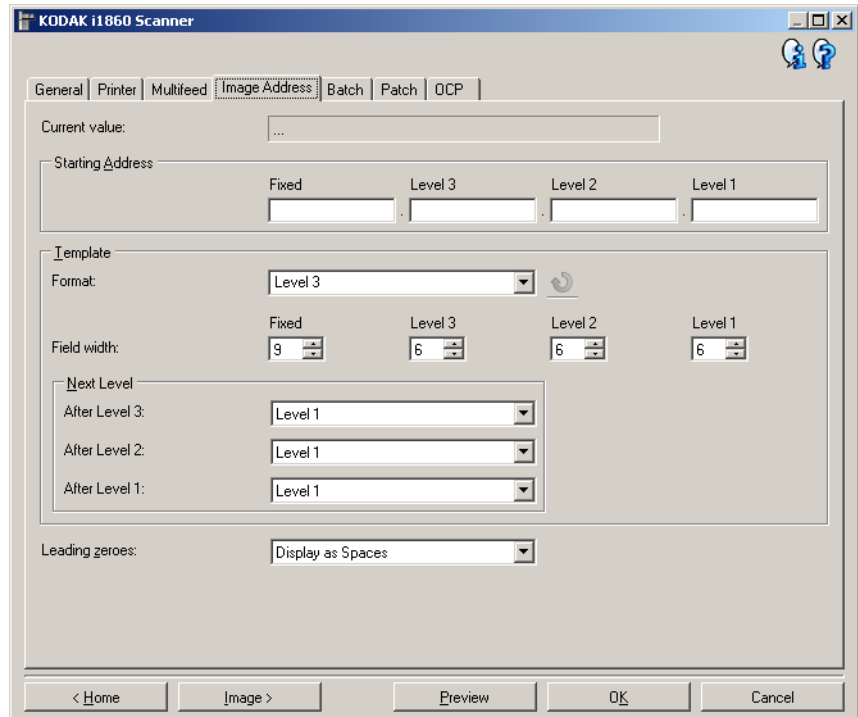 KODAK i1860 Scanner
General Printer Multifeed Image Address Batch Patch OCP
Current value: ...
Starting Address
Fixed Level 3 Level 2 Level 1
. . .
Template
Format: Level 3
Fixed Level 3 Level 2 Level 1
Field width: 9 6 6 6
Next Level
After Level 3: Level 1
After Level 2: Level 1
After Level 1: Level 1
Leading zeroes: Display as Spaces
< Home Image > Preview OK Cancel